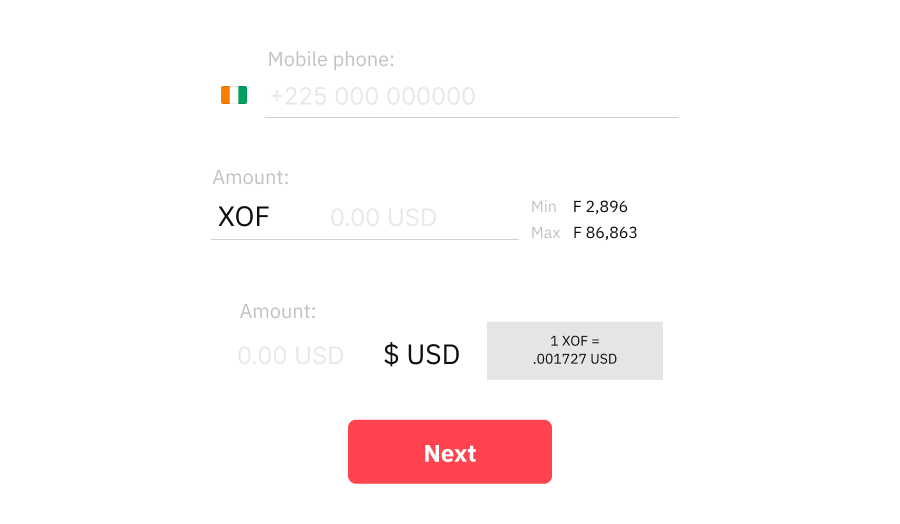 Mobile phone:
+225 000 000000
Amount:
XOF 0.00 USD
Min F 2,896
Max F 86,863
Amount:
0.00 USD $ USD
1 XOF =
.001727 USD
Next